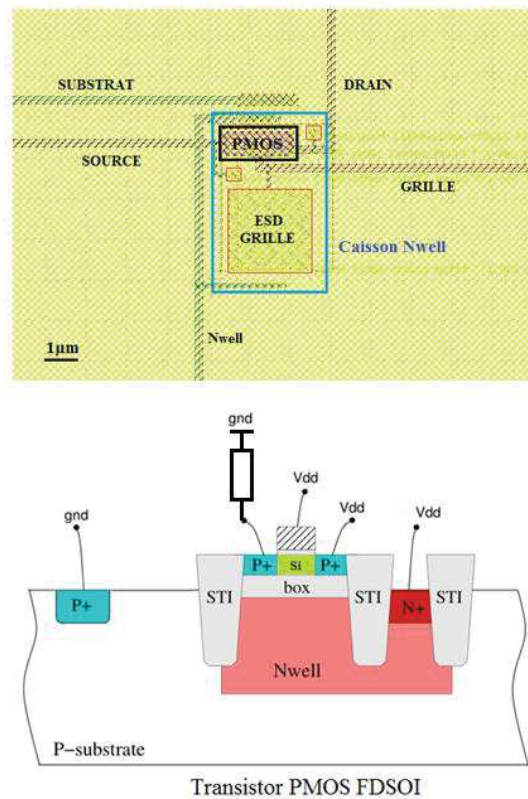 SUBSTRAT
DRAIN
PMOS
SOURCE
GRILLE
ESD
GRILLE
Caisson Nwell
Nwell
1µm
gnd
Vdd
gnd
Vdd
Vdd
P+
P+
si
P+
STI
box
STI
N+
STI
Nwell
P-substrate
Transistor PMOS FDSOI